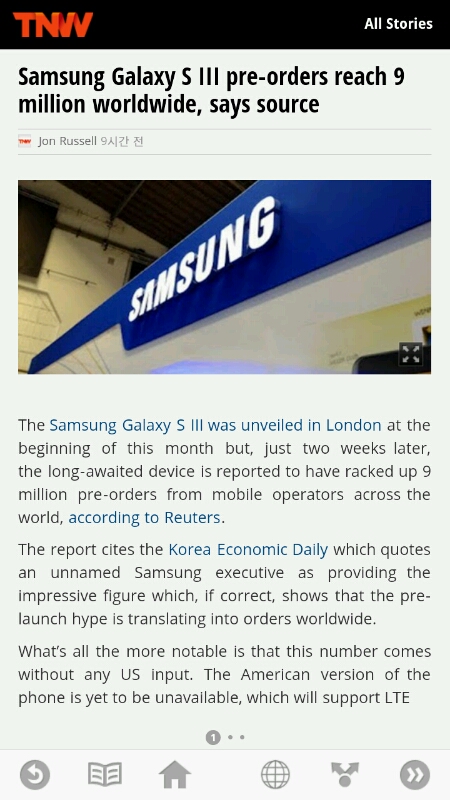 TNW
All Stories
Samsung Galaxy S III pre-orders reach 9
million worldwide, says source
TNW Jon Russell 9시간 전
SAMSUNG
The Samsung Galaxy S III was unveiled in London at the
beginning of this month but, just two weeks later,
the long-awaited device is reported to have racked up 9
million pre-orders from mobile operators across the
world, according to Reuters.
The report cites the Korea Economic Daily which quotes
an unnamed Samsung executive as providing the
impressive figure which, if correct, shows that the pre-
launch hype is translating into orders worldwide.
What's all the more notable is that this number comes
without any US input. The American version of the
phone is yet to be unavailable, which will support LTE
1